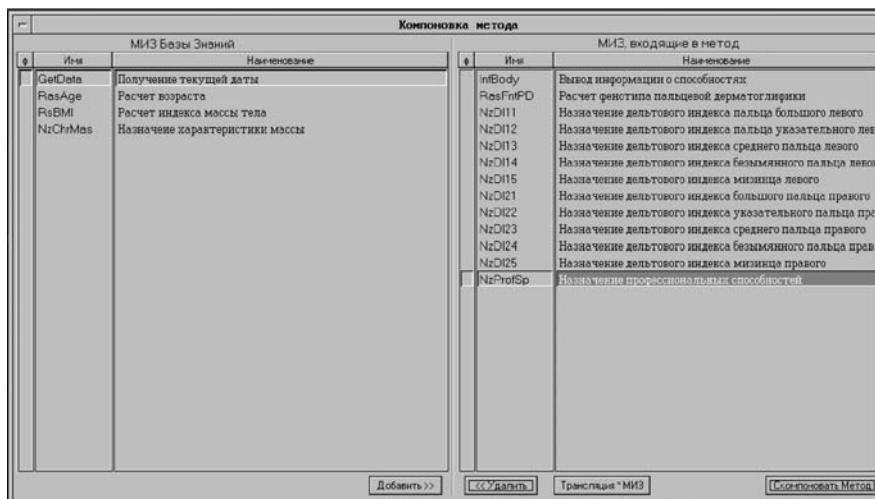 Компоновка метода
МИЗ Базы Знаний
МИЗ, входящие в метод
ф Имя Наименование
ф Имя Наименование
GetData Получение текущей даты
RasAge Расчет возраста
RsBMI Расчет индекса массы тела
NzChrMas Назначеие характеристики массы
InfBody Вывод информации о способностях
RasFntPD Расчет фенотипа пальцевой дерматоглифики
NzDI11 Назначение дельтового индекса пальца большого левого
NzDI12 Назначение дельтового индекса пальца указательного лев
NzDI13 Назначение дельтового индекса среднего пальца левого
NzDI14 Назначение дельтового индекса безымянного пальца левог
NzDI15 Назначение дельтового индекса мизинца левого
NzDI21 Назначение дельтового индекса большого пальца правого
NzDI22 Назначение дельтового индекса указательного пальца пра
NzDI23 Назначение дельтового индекса среднего пальца правого
NzDI24 Назначение дельтового индекса безымянного пальца прав
NzDI25 Назначение дельтового индекса мизинца правого
NzProfSp Назначение профессиональных способностей
Добавить >> << Удалить Трансляция *МИЗ Скомпоновать Метод